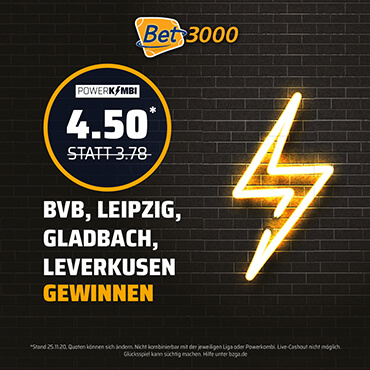 Bet3000
POWERKOMBI
4.50*
STATT 3.78
BVB, LEIPZIG,
GLADBACH,
LEVERKUSEN
GEWINNEN
*Stand 25.11.20, Quoten können sich ändern. Nicht kombinierbar mit der jeweiligen Liga oder Powerkombi. Live-Cashout nicht möglich.
Glücksspiel kann süchtig machen. Hilfe unter bzga.de